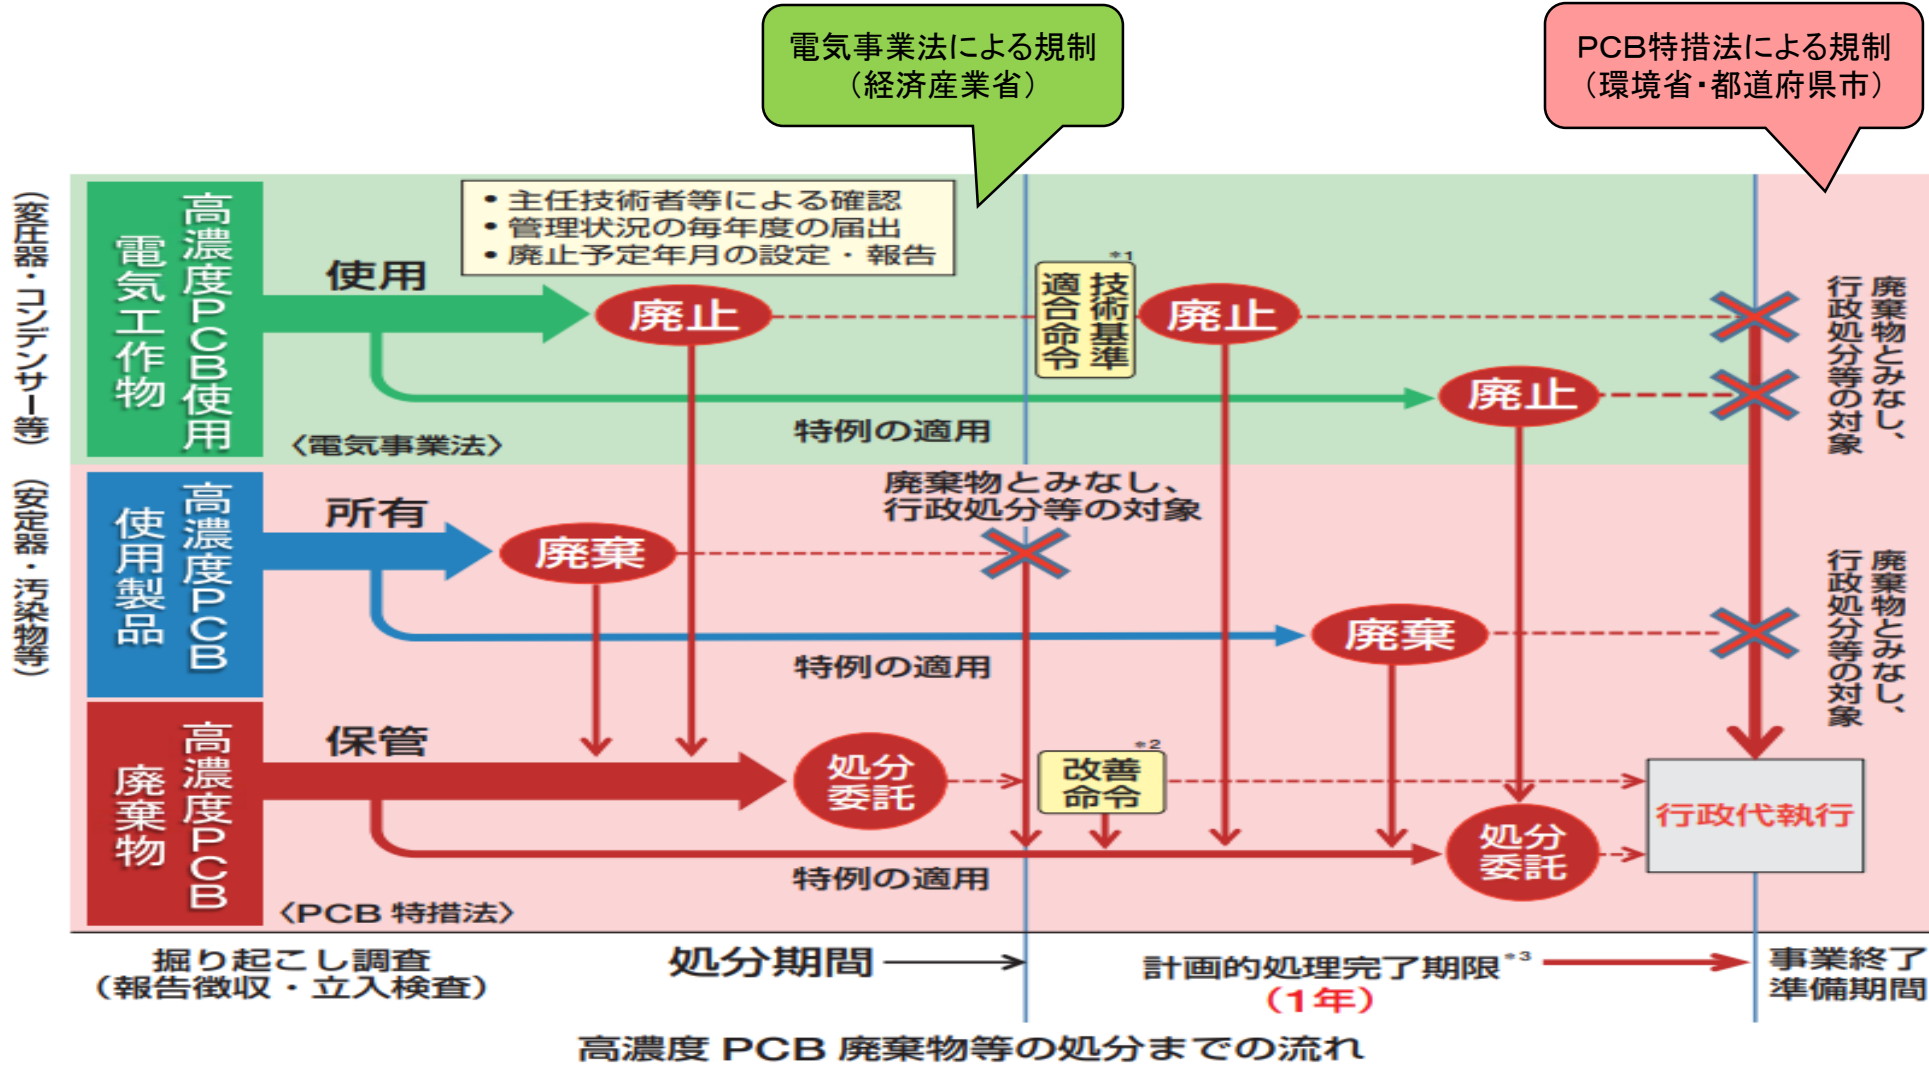 電気事業法による規制
（経済産業省）
PCB特措法による規制
（環境省・都道府県市）
（変圧器・コンデンサー等）
高濃度PCB使用
電気工作物
使用
• 主任技術者等による確認
• 管理状況の毎年度の届出
• 廃止予定年月の設定・報告
廃止
*1
技術基準
適合命令
廃止
廃止
特例の適用
〈電気事業法〉
廃棄物とみなし、
行政処分等の対象
（安定器・汚染物等）
高濃度PCB
使用製品
所有
廃棄
廃棄物とみなし、
行政処分等の対象
廃棄
特例の適用
廃棄物とみなし、
行政処分等の対象
高濃度PCB
廃棄物
保管
処分
委託
*2
改善
命令
処分
委託
行政代執行
特例の適用
〈PCB 特措法〉
掘り起こし調査
（報告徴収・立入検査）
処分期間
計画的処理完了期限*3
（1年）
事業終了
準備期間
高濃度 PCB 廃棄物等の処分までの流れ